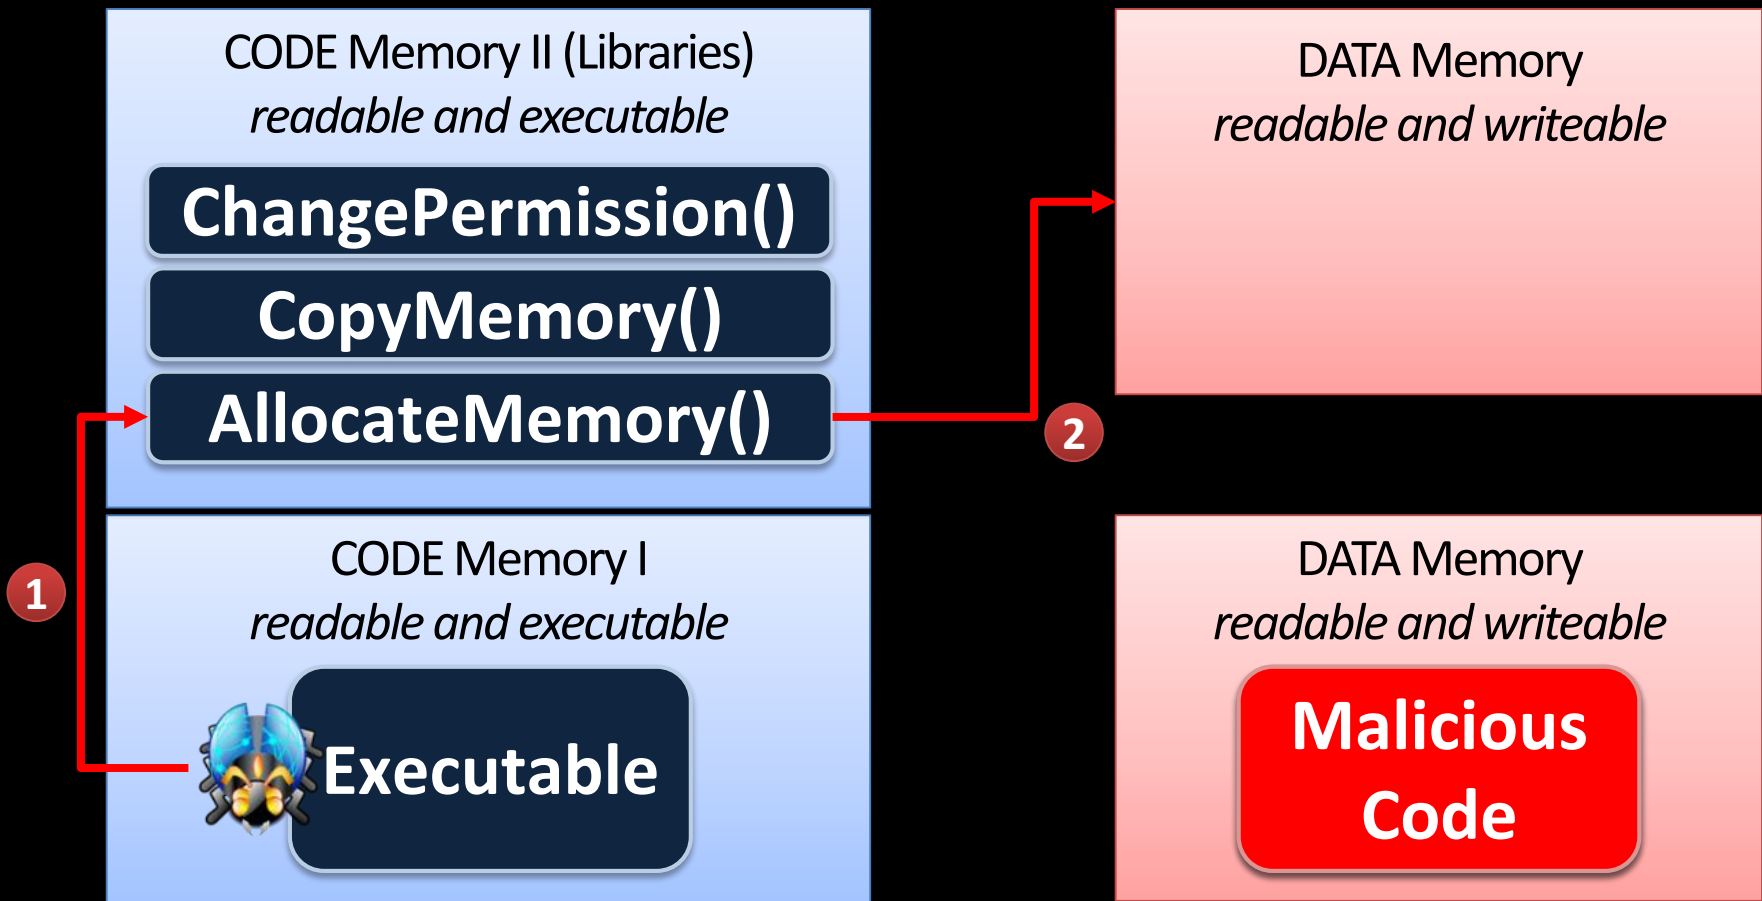 CODE Memory II (Libraries)
readable and executable
ChangePermission()
CopyMemory()
AllocateMemory()
DATA Memory
readable and writeable
2
1
CODE Memory I
readable and executable
Executable
DATA Memory
readable and writeable
Malicious
Code